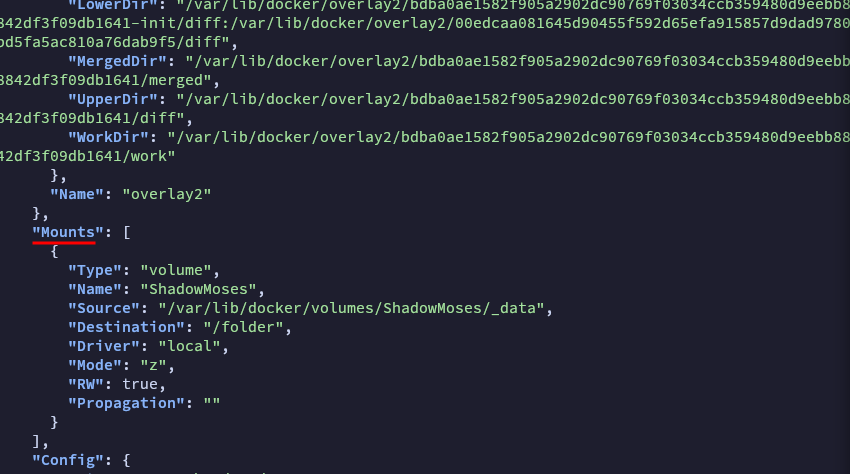 "LowerDir": "/var/lib/docker/overlay2/bdba0ae1582f905a2902dc90769f03034ccb359480d9eebb
842df3f09db1641-init/diff:/var/lib/docker/overlay2/00edcaa081645d90455f592d65efa915857d9dad9780
bd5fa5ac810a76dab9f5/diff",
"MergedDir": "/var/lib/docker/overlay2/bdba0ae1582f905a2902dc90769f03034ccb359480d9eebb
8842df3f09db1641/merged",
"UpperDir": "/var/lib/docker/overlay2/bdba0ae1582f905a2902dc90769f03034ccb359480d9eebb8
842df3f09db1641/diff",
"WorkDir": "/var/lib/docker/overlay2/bdba0ae1582f905a2902dc90769f03034ccb359480d9eebb88
42df3f09db1641/work"
},
"Name": "overlay2"
},
"Mounts": [
{
"Type": "volume",
"Name": "ShadowMoses",
"Source": "/var/lib/docker/volumes/ShadowMoses/_data",
"Destination": "/folder",
"Driver": "local",
"Mode": "z",
"RW": true,
"Propagation": ""
}
],
"Config": {